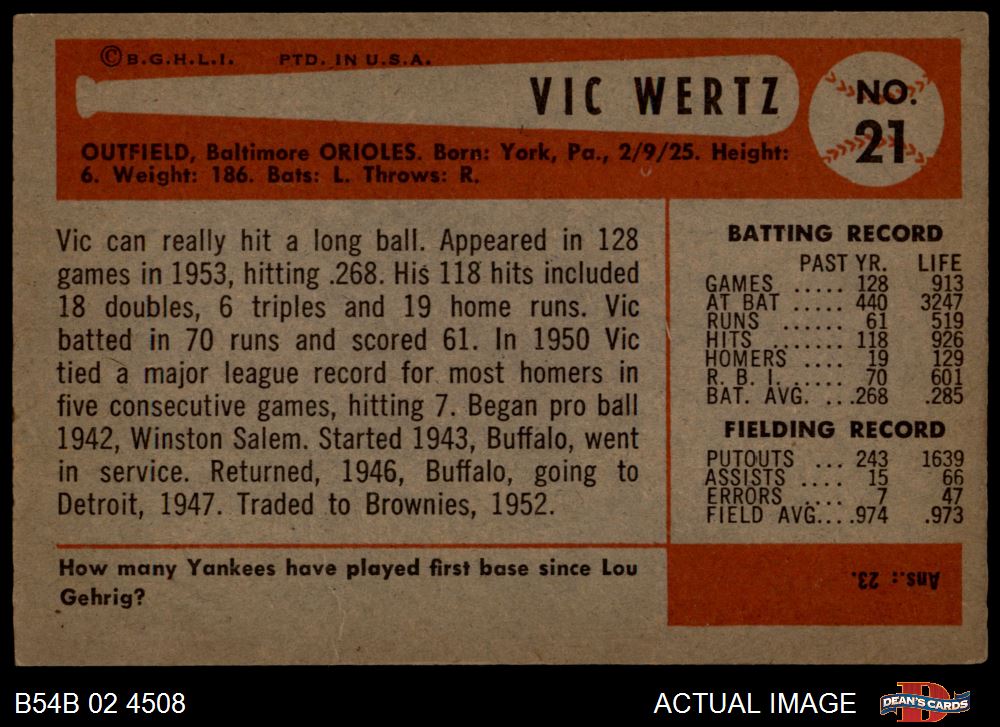 ©B.G.H.L.I. PTD. IN U.S.A.
VIC WERTZ
NO.
21
OUTFIELD, Baltimore ORIOLES. Born: York, Pa., 2/9/25. Height:
6. Weight: 186. Bats: L. Throws: R.
Vic can really hit a long ball. Appeared in 128
games in 1953, hitting .268. His 118 hits included
18 doubles, 6 triples and 19 home runs. Vic
batted in 70 runs and scored 61. In 1950 Vic
tied a major league record for most homers in
five consecutive games, hitting 7. Began pro ball
1942, Winston Salem. Started 1943, Buffalo, went
in service. Returned, 1946, Buffalo, going to
Detroit, 1947. Traded to Brownies, 1952.
BATTING RECORD
PAST YR. LIFE
GAMES ..... 128 913
AT BAT ..... 440 3247
RUNS ...... 61 519
HITS ....... 118 926
HOMERS .... 19 129
R. B. I. ..... 70 601
BAT. AVG. ... .268 .285
FIELDING RECORD
PUTOUTS ... 243 1639
ASSISTS .... 15 66
ERRORS .... 7 47
FIELD AVG.... .974 .973
How many Yankees have played first base since Lou
Gehrig?
Ans.: 23.
B54B 02 4508
ACTUAL IMAGE
D
DEAN'S CARDS